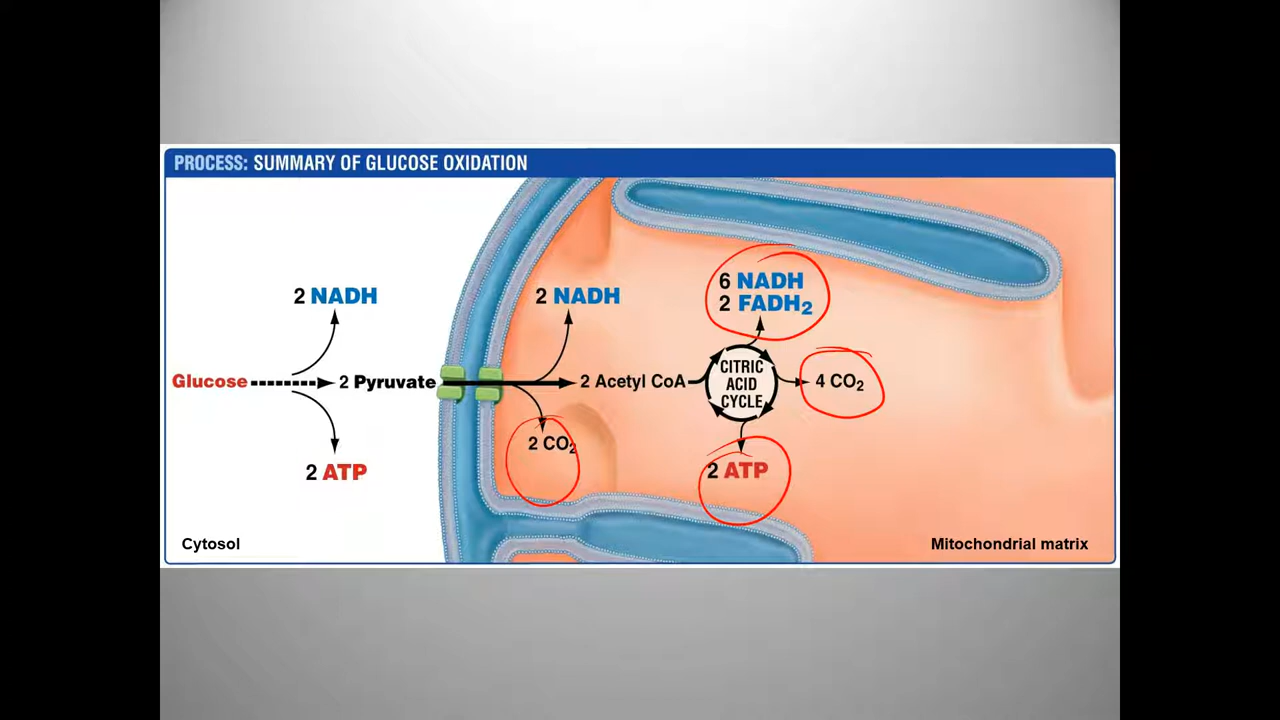 PROCESS: SUMMARY OF GLUCOSE OXIDATION
6 NADH
2 FADH2
2 NADH
2 NADH
Glucose
2 Pyruvate
2 Acetyl CoA
CITRIC
ACID
CYCLE
4 CO2
2 CO2
2 ATP
2 ATP
Cytosol
Mitochondrial matrix